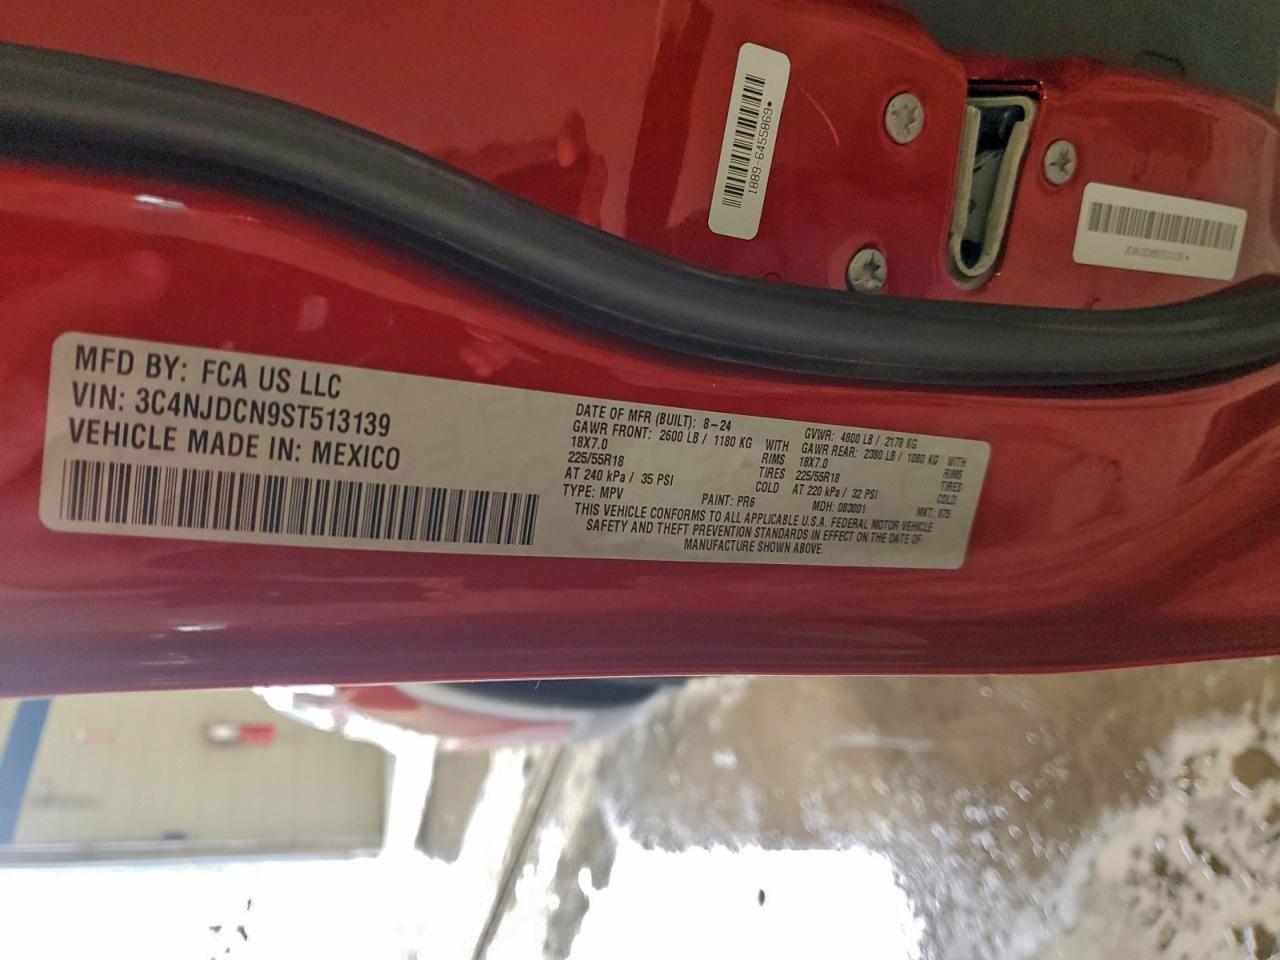 1889-6455869*
MFD BY: FCA US LLC
VIN: 3C4NJDCN9ST513139
VEHICLE MADE IN: MEXICO
DATE OF MFR (BUILT): 8-24 GVWR: 4800 LB / 2178 KG
GAWR FRONT: 2600 LB / 1180 KG WITH GAWR REAR: 2380 LB / 1080 KG WITH
18X7.0 RIMS 18X7.0 RIMS
225/55R18 TIRES 225/55R18 TIRES
AT 240 kPa / 35 PSI COLD AT 220 kPa / 32 PSI COLD
TYPE: MPV PAINT: PR6 MDH: 083001 MKT: 875
THIS VEHICLE CONFORMS TO ALL APPLICABLE U.S.A. FEDERAL MOTOR VEHICLE
SAFETY AND THEFT PREVENTION STANDARDS IN EFFECT ON THE DATE OF
MANUFACTURE SHOWN ABOVE.